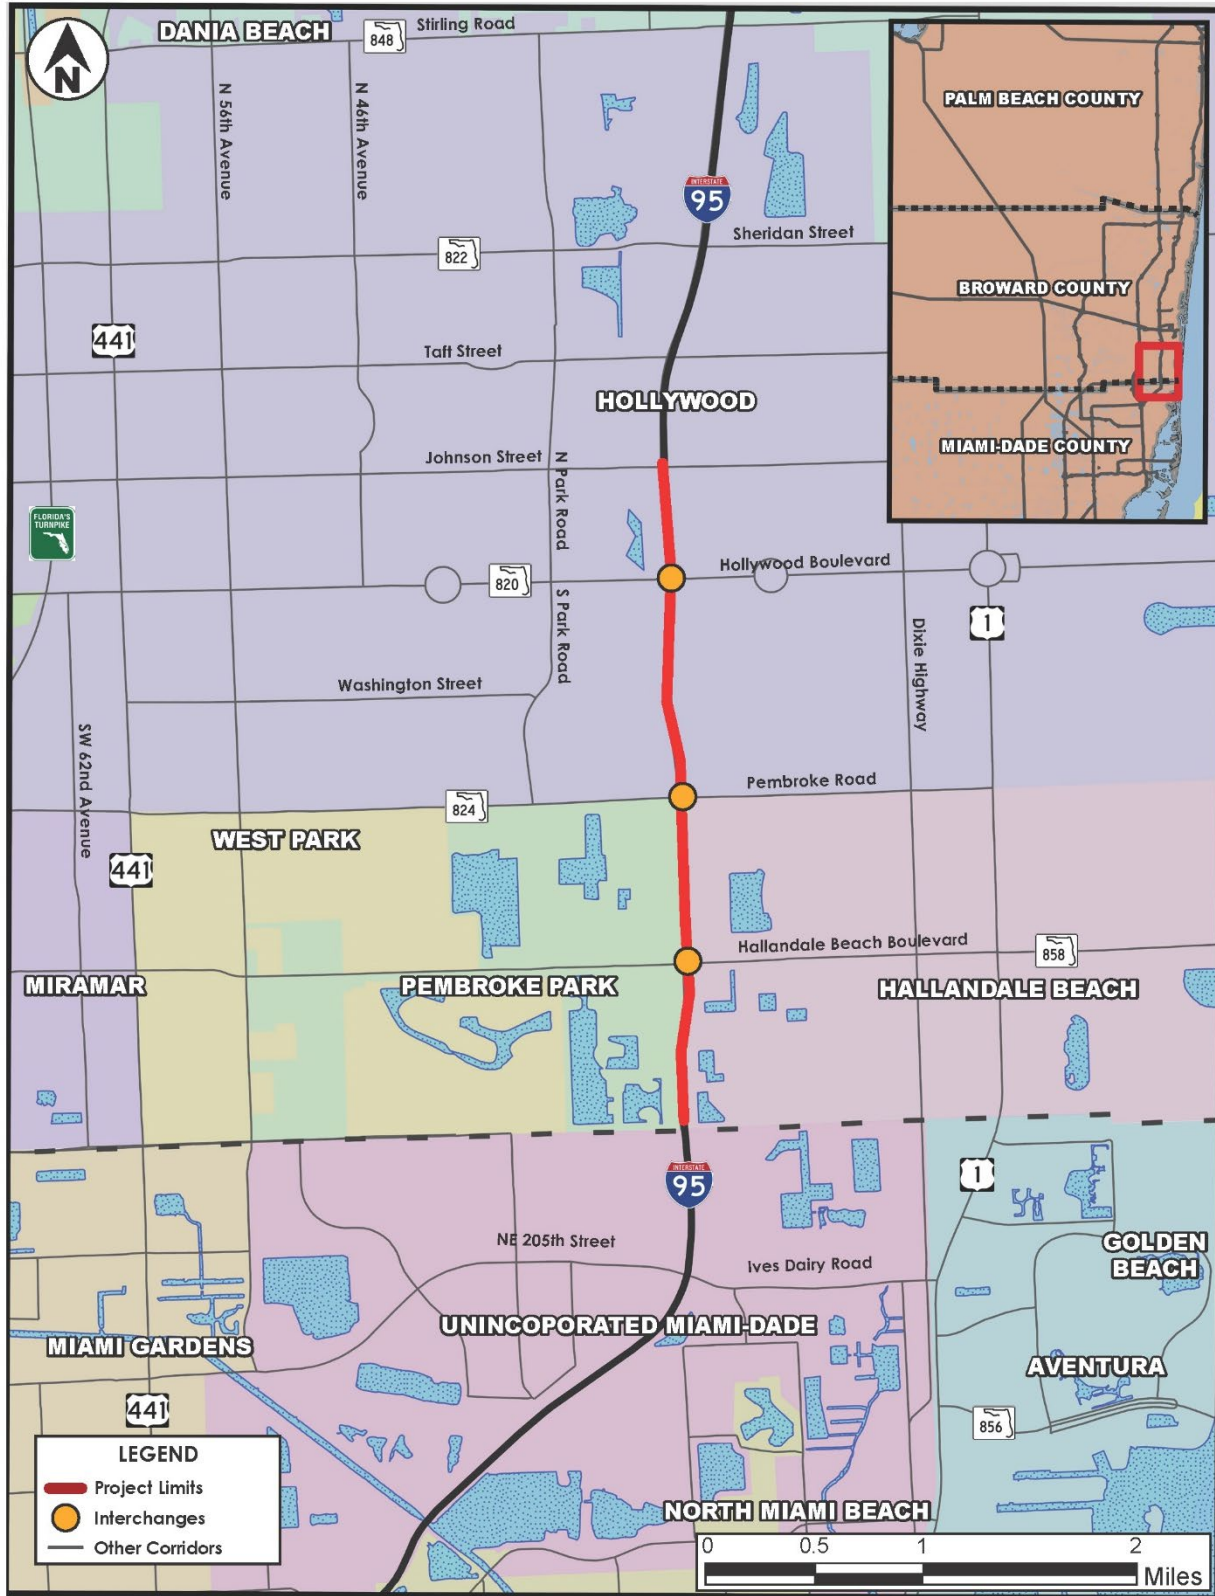 DANIA BEACH
848
Stirling Road
N
N 56th Avenue
N 46th Avenue
PALM BEACH COUNTY
INTERSTATE
95
Sheridan Street
822
BROWARD COUNTY
441
Taft Street
HOLLYWOOD
MIAMI-DADE COUNTY
Johnson Street
N Park Road
FLORIDA'S
TURNPIKE
Hollywood Boulevard
820
S Park Road
1
Dixie Highway
Washington Street
SW 62nd Avenue
Pembroke Road
824
WEST PARK
441
Hallandale Beach Boulevard
858
MIRAMAR
PEMBROKE PARK
HALLANDALE BEACH
INTERSTATE
95
1
NE 205th Street
GOLDEN
BEACH
Ives Dairy Road
UNINCOPORATED MIAMI-DADE
MIAMI GARDENS
AVENTURA
441
856
LEGEND
Project Limits
Interchanges
Other Corridors
NORTH MIAMI BEACH
0 0.5 1 2
Miles